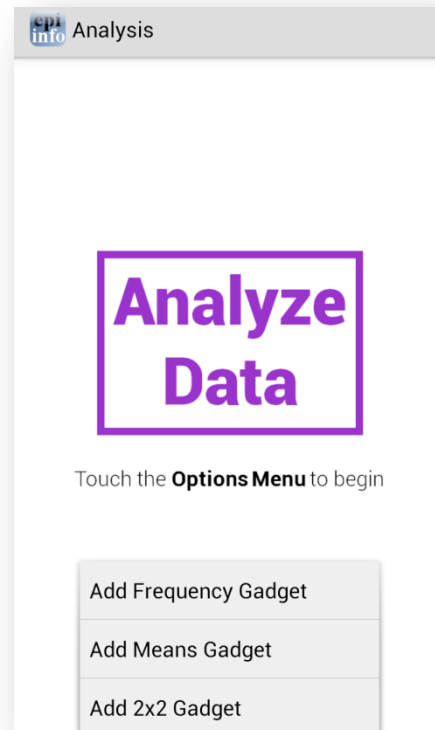 epi
info
Analysis
Analyze
Data
Touch the Options Menu to begin
Add Frequency Gadget
Add Means Gadget
Add 2x2 Gadget